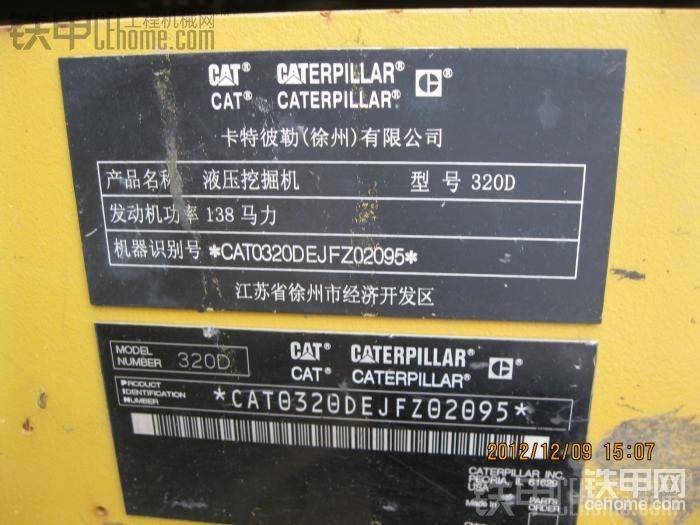 铁甲工程机械网
CEhome.com
CAT® CATERPILLAR®
CAT® CATERPILLAR®
卡特彼勒(徐州)有限公司
产品名称 液压挖掘机 型号 320D
发动机功率 138 马力
机器识别号 *CAT0320DEJFZ02095*
江苏省徐州市经济开发区
MODEL NUMBER 320D
CAT® CATERPILLAR®
CAT® CATERPILLAR®
PRODUCT IDENTIFICATION NUMBER *CAT0320DEJFZ02095*
2012/12/09 15:07
CATERPILLAR INC.
PEORIA, IL 61629
USA
PARTS
ORDER
铁甲网
cehome.com